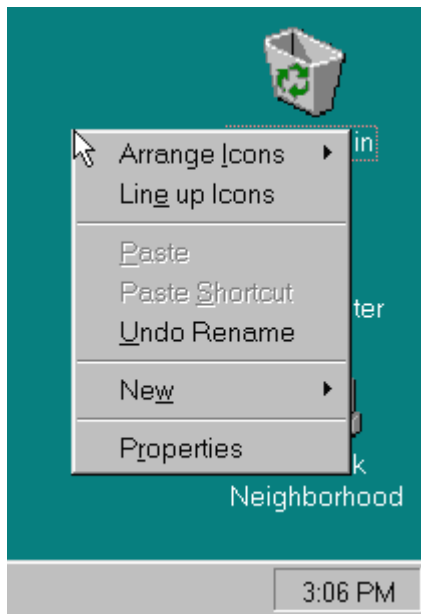 in
Arrange Icons
Line up Icons
Paste
Paste Shortcut
ter
Undo Rename
New
Properties
k
Neighborhood
3:06 PM